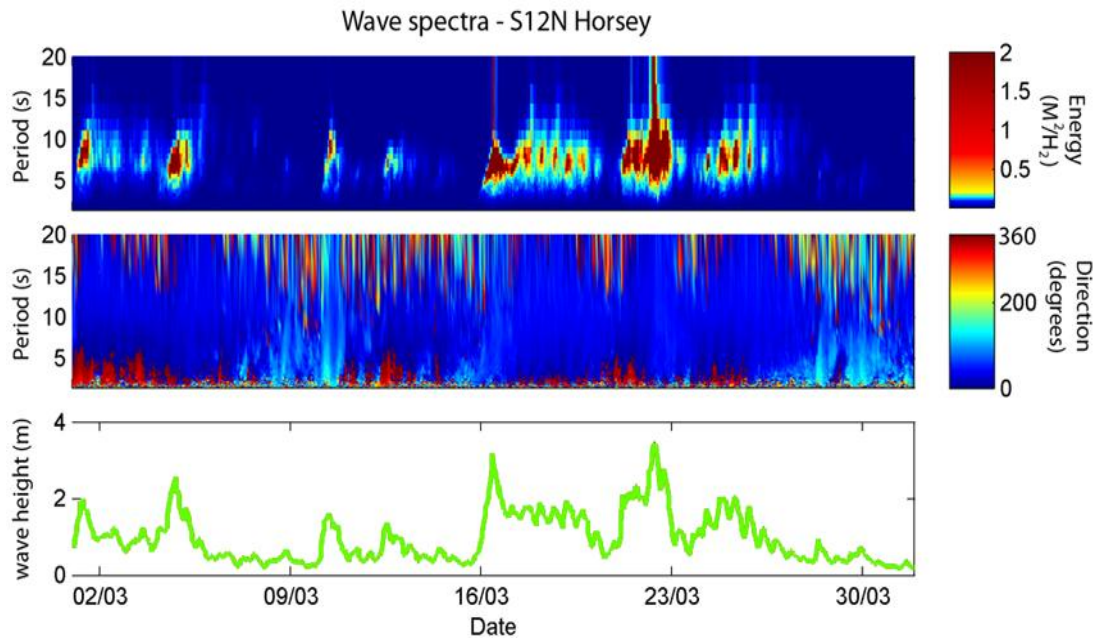 Wave spectra - S12N Horsey
Period (s)
20
15
10
5
2
1.5
1
0.5
Energy
(M²/H₂)
Period (s)
20
15
10
5
360
200
0
Direction
(degrees)
wave height (m)
4
2
0
02/03 09/03 16/03 23/03 30/03
Date